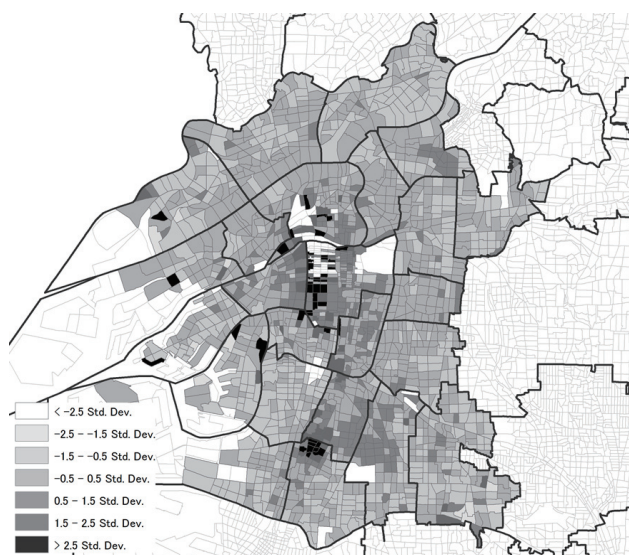 < -2.5 Std. Dev.
-2.5 - -1.5 Std. Dev.
-1.5 - -0.5 Std. Dev.
-0.5 - 0.5 Std. Dev.
0.5 - 1.5 Std. Dev.
1.5 - 2.5 Std. Dev.
> 2.5 Std. Dev.